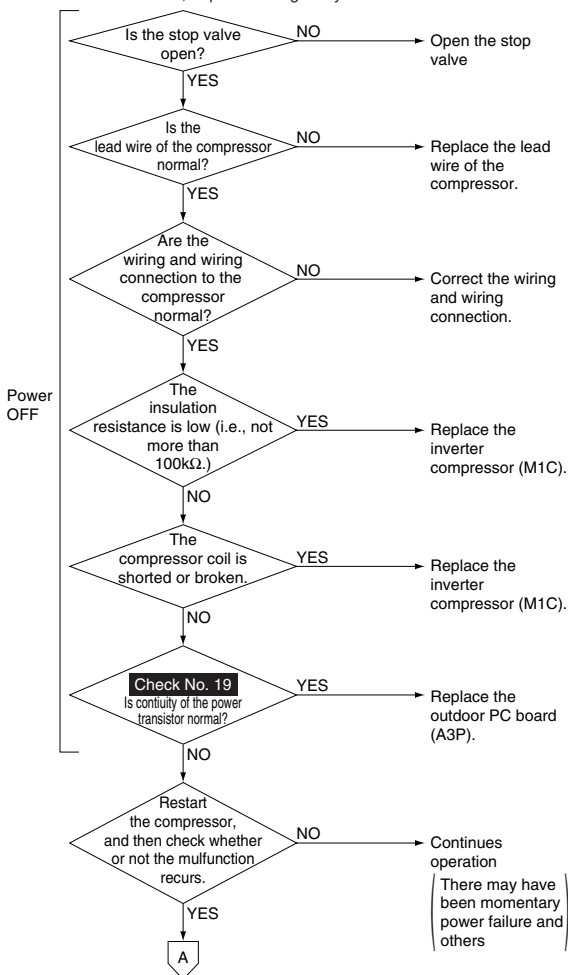 Is the stop valve
open?
NO
Open the stop
valve
YES
Is the
lead wire of the compressor
normal?
NO
Replace the lead
wire of the
compressor.
YES
Are the
wiring and wiring
connection to the
compressor
normal?
NO
Correct the wiring
and wiring
connection.
YES
Power
OFF
The
insulation
resistance is low (i.e., not
more than
100kΩ.)
YES
Replace the
inverter
compressor (M1C).
NO
The
compressor coil is
shorted or broken.
YES
Replace the
inverter
compressor (M1C).
NO
Check No. 19
Is contiuity of the power
transistor normal?
YES
Replace the
outdoor PC board
(A3P).
NO
Restart
the compressor,
and then check whether
or not the mulfunction
recurs.
NO
Continues
operation
There may have
been momentary
power failure and
others
YES
A